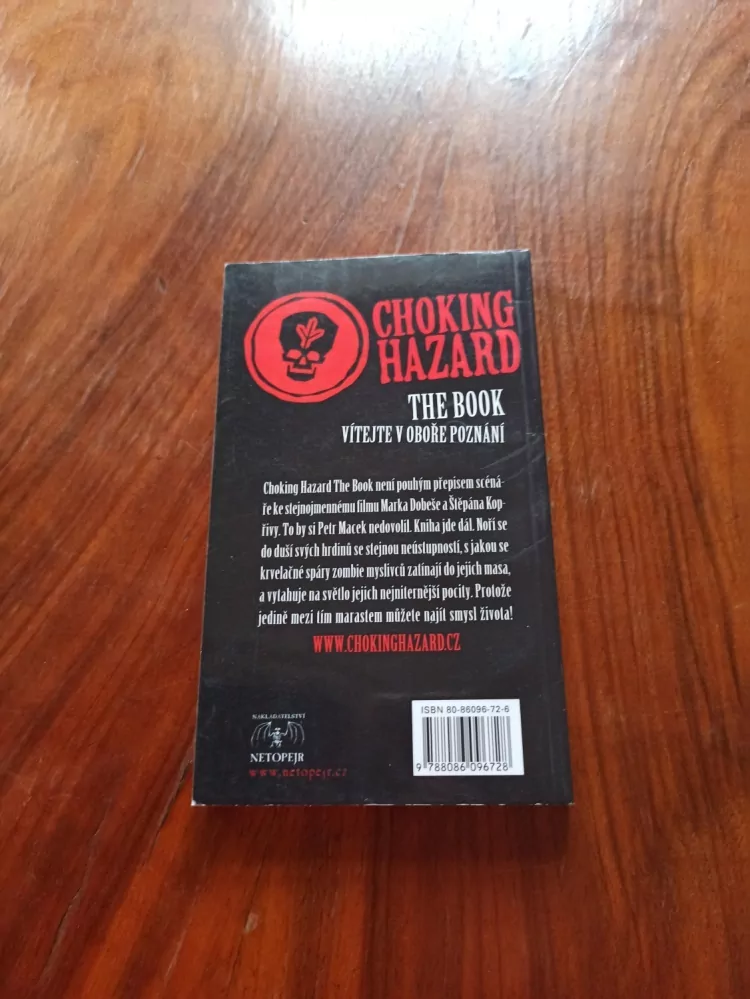 CHOKING
HAZARD
THE BOOK
VÍTEJTE V OBOŘE POZNÁNÍ
Choking Hazard The Book není pouhým přepisem scéná-
ře ke stejnojmennému filmu Marka Dobeše a Štěpána Kop-
řivy. To by si Petr Macek nedovolil. Kniha jde dál. Noří se
do duší svých hrdinů se stejnou neústupností, s jakou se
krvelačné spáry zombie myslivců zatínají do jejich masa,
a vytahuje na světlo jejich nejniternější pocity. Protože
jedině mezi tím marastem můžete najít smysl života!
WWW.CHOKINGHAZARD.CZ
NAKLADATELSTVÍ
NETOPEJR
www.netopejr.cz
ISBN 80-86096-72-6
9 788086 096728